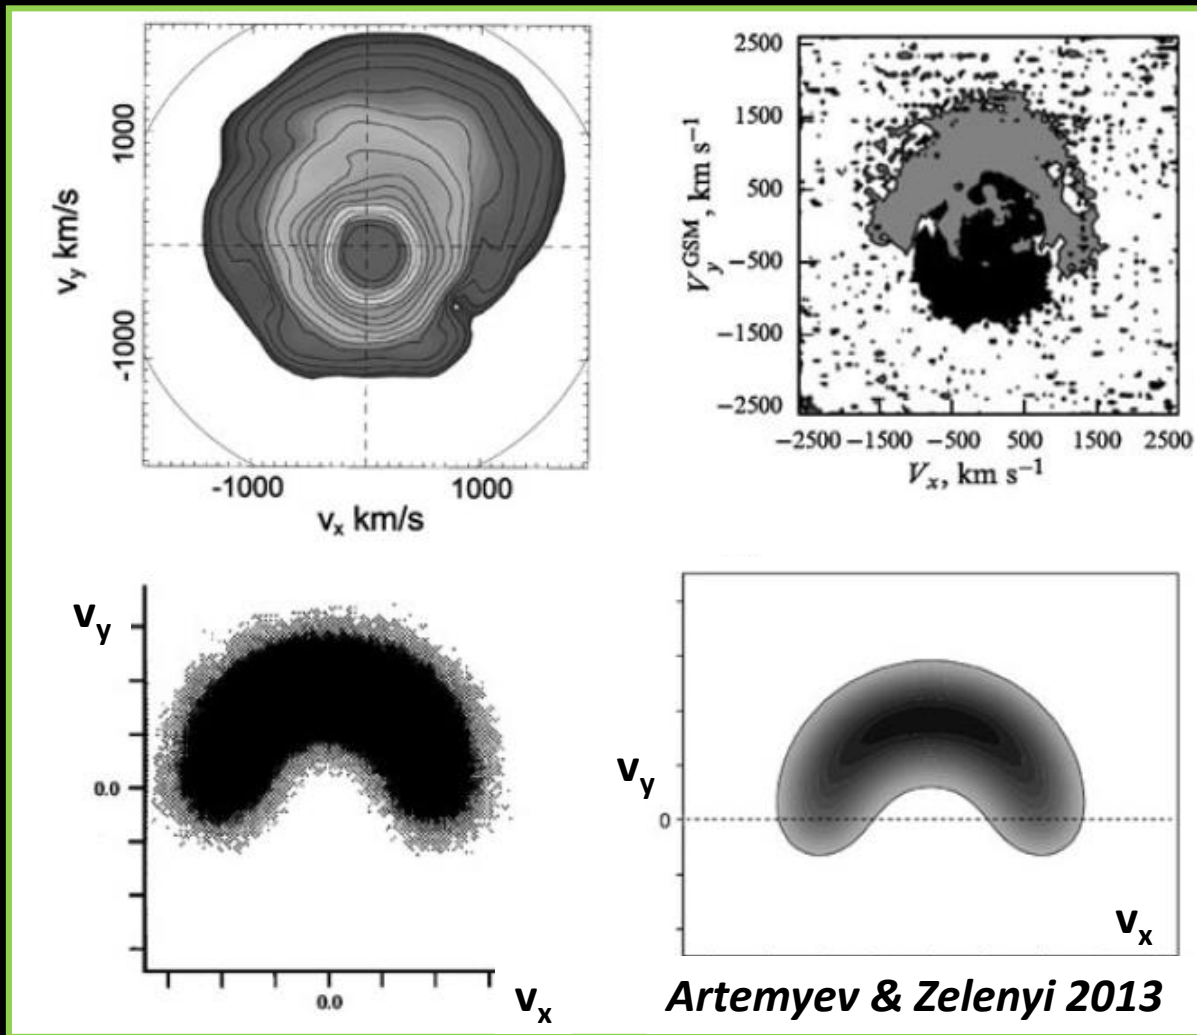 1000
v_y km/s
-1000
-1000
1000
v_x km/s
2500
1500
500
−500
−1500
−2500
V_y^GSM, km s⁻¹
−2500 −1500 −500 500 1500 2500
V_x, km s⁻¹
v_y
0.0
0.0
v_x
v_y
0
v_x
Artemyev & Zelenyi 2013